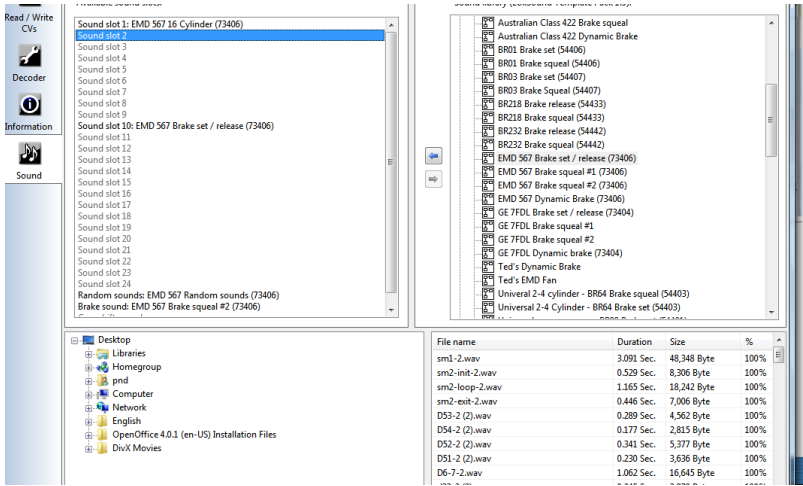 Available sound slots:
Sound library (LokSound Template Pack 1.5):
Read / Write
CVs
Decoder
Information
Sound
Sound slot 1: EMD 567 16 Cylinder (73406)
Sound slot 2
Sound slot 3
Sound slot 4
Sound slot 5
Sound slot 6
Sound slot 7
Sound slot 8
Sound slot 9
Sound slot 10: EMD 567 Brake set / release (73406)
Sound slot 11
Sound slot 12
Sound slot 13
Sound slot 14
Sound slot 15
Sound slot 16
Sound slot 17
Sound slot 18
Sound slot 19
Sound slot 20
Sound slot 21
Sound slot 22
Sound slot 23
Sound slot 24
Random sounds: EMD 567 Random sounds (73406)
Brake sound: EMD 567 Brake squeal #2 (73406)
Australian Class 422 Brake squeal
Australian Class 422 Dynamic Brake
BR01 Brake set (54406)
BR01 Brake squeal (54406)
BR03 Brake set (54407)
BR03 Brake Squeal (54407)
BR218 Brake release (54433)
BR218 Brake squeal (54433)
BR232 Brake release (54442)
BR232 Brake squeal (54442)
EMD 567 Brake set / release (73406)
EMD 567 Brake squeal #1 (73406)
EMD 567 Brake squeal #2 (73406)
EMD 567 Dynamic Brake (73406)
GE 7FDL Brake set / release (73404)
GE 7FDL Brake squeal #1
GE 7FDL Brake squeal #2
GE 7FDL Dynamic brake (73404)
Ted's Dynamic Brake
Ted's EMD Fan
Univeral 2-4 cylinder - BR64 Brake squeal (54403)
Universal 2-4 Cylinder - BR64 Brake set (54403)
Desktop
Libraries
Homegroup
pnd
Computer
Network
English
OpenOffice 4.0.1 (en-US) Installation Files
DivX Movies
File name Duration Size %
sm1-2.wav 3.091 Sec. 48,348 Byte 100%
sm2-init-2.wav 0.529 Sec. 8,306 Byte 100%
sm2-loop-2.wav 1.165 Sec. 18,242 Byte 100%
sm2-exit-2.wav 0.446 Sec. 7,006 Byte 100%
D53-2 (2).wav 0.289 Sec. 4,562 Byte 100%
D54-2 (2).wav 0.177 Sec. 2,815 Byte 100%
D52-2 (2).wav 0.341 Sec. 5,377 Byte 100%
D51-2 (2).wav 0.230 Sec. 3,636 Byte 100%
D6-7-2.wav 1.062 Sec. 16,645 Byte 100%